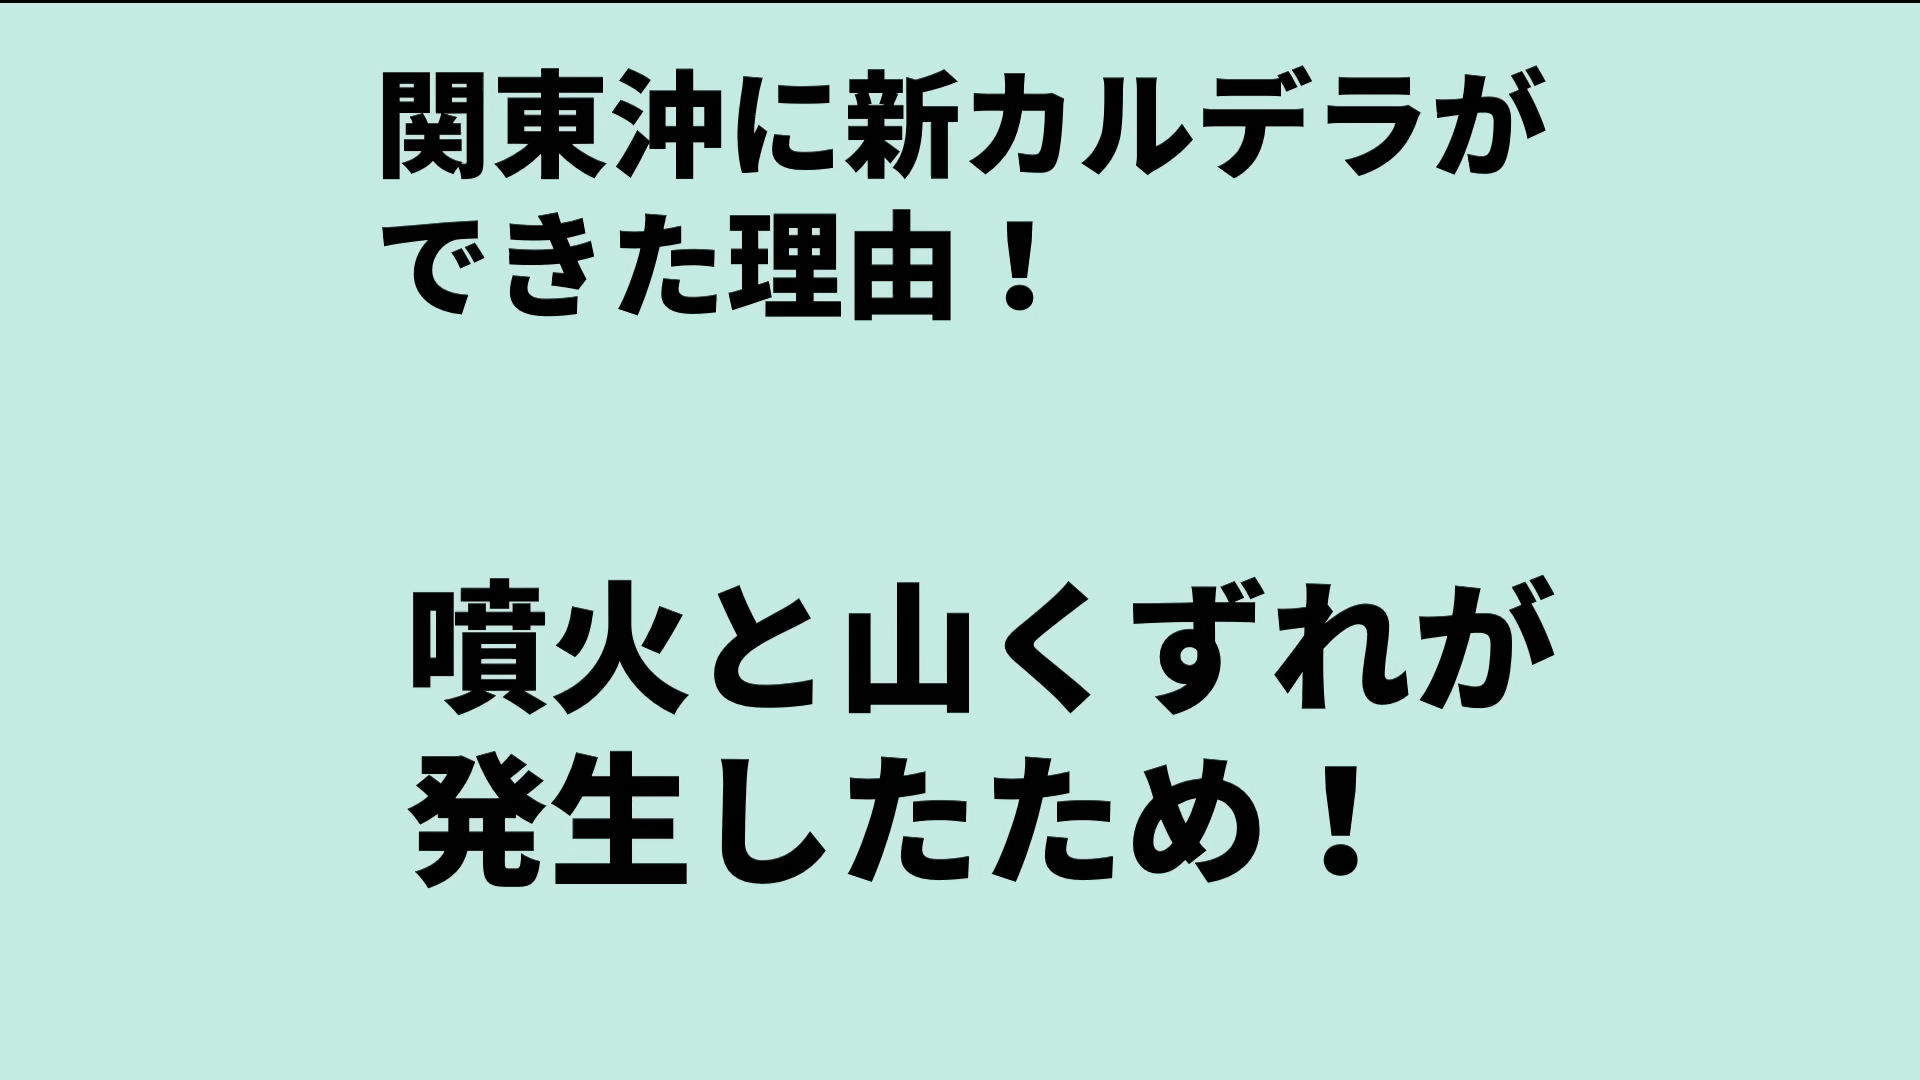 関東沖に新カルデラが
できた理由！
噴火と山くずれが
発生したため！